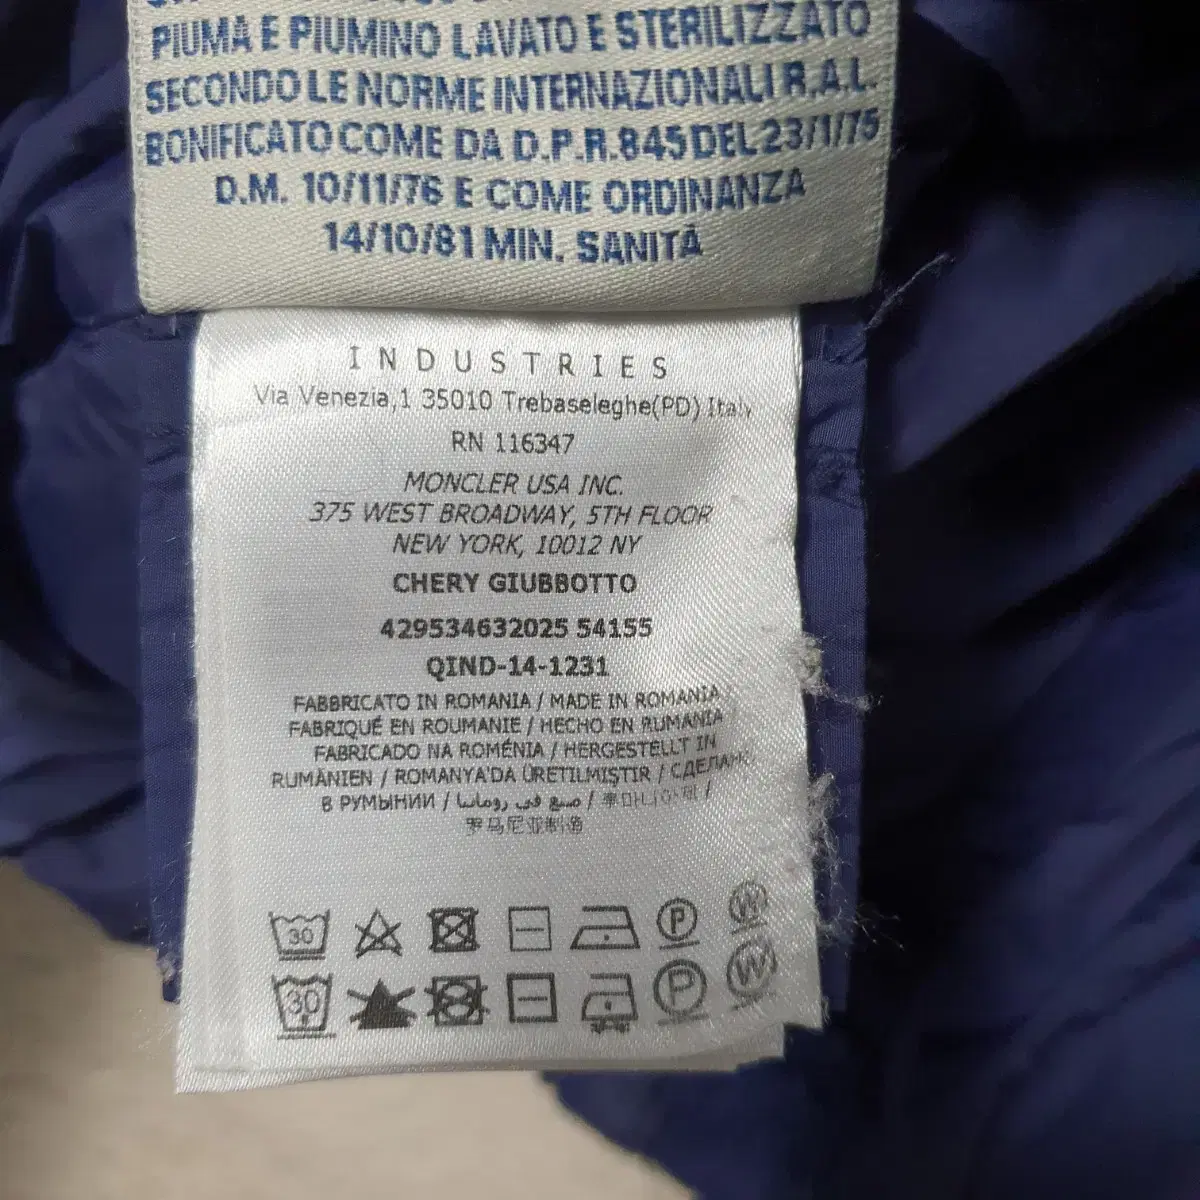 PIUMA E PIUMINO LAVATO E STERILIZZATO
SECONDO LE NORME INTERNAZIONALI R.A.L.
BONIFICATO COME DA D.P.R.845 DEL 23/1/75
D.M. 10/11/76 E COME ORDINANZA
14/10/81 MIN. SANITÀ
INDUSTRIES
Via Venezia,1 35010 Trebaseleghe(PD) Italy
RN 116347
MONCLER USA INC.
375 WEST BROADWAY, 5TH FLOOR
NEW YORK, 10012 NY
CHERY GIUBBOTTO
429534632025 54155
QIND-14-1231
FABBRICATO IN ROMANIA / MADE IN ROMANIA /
FABRIQUÉ EN ROUMANIE / HECHO EN RUMANIA
FABRICADO NA ROMÉNIA / HERGESTELLT IN
RUMÄNIEN / ROMANYA'DA ÜRETILMIŞTIR / СДЕЛАНО
В РУМЫНИИ / صنع في رومانيا / /
罗马尼亚制造
30 P W
30 P W